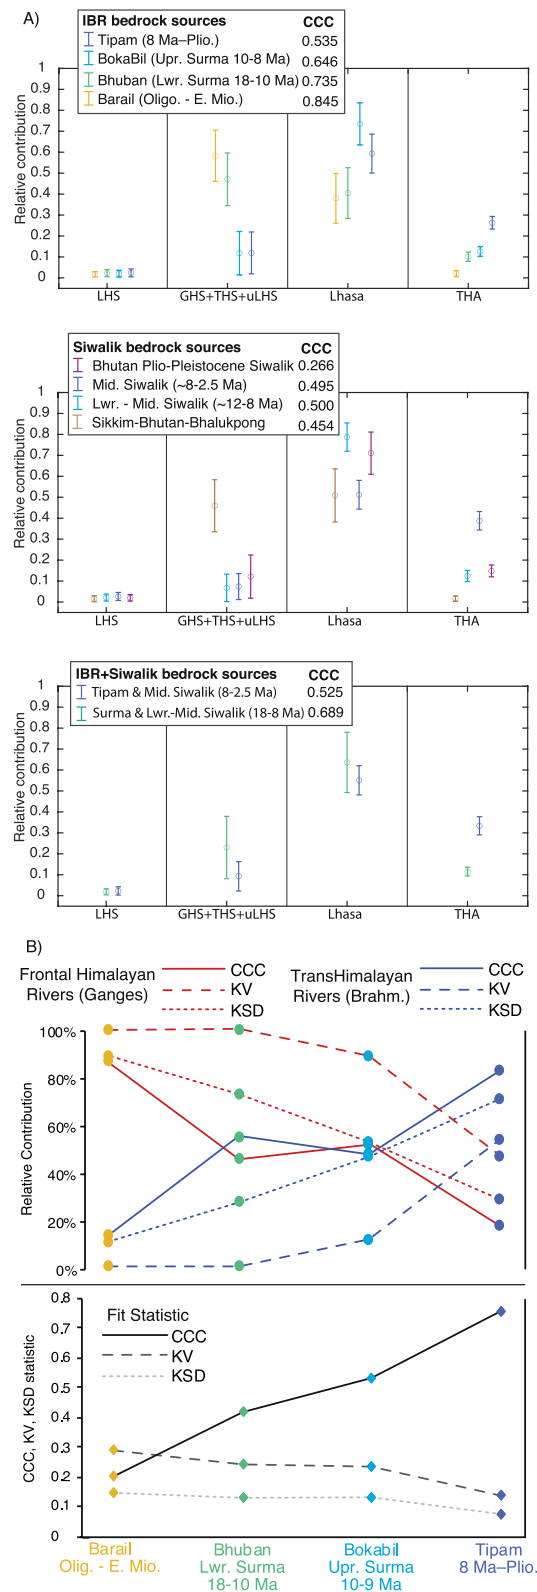 A)
IBR bedrock sources CCC
Tipam (8 Ma–Plio.) 0.535
BokaBil (Upr. Surma 10-8 Ma) 0.646
Bhuban (Lwr. Surma 18-10 Ma) 0.735
Barail (Oligo. - E. Mio.) 0.845
Relative contribution
1
0.9
0.8
0.7
0.6
0.5
0.4
0.3
0.2
0.1
0
LHS GHS+THS+uLHS Lhasa THA
Siwalik bedrock sources CCC
Bhutan Plio-Pleistocene Siwalik 0.266
Mid. Siwalik (~8-2.5 Ma) 0.495
Lwr. - Mid. Siwalik (~12-8 Ma) 0.500
Sikkim-Bhutan-Bhalukpong 0.454
Relative contribution
1
0.9
0.8
0.7
0.6
0.5
0.4
0.3
0.2
0.1
0
LHS GHS+THS+uLHS Lhasa THA
IBR+Siwalik bedrock sources CCC
Tipam & Mid. Siwalik (8-2.5 Ma) 0.525
Surma & Lwr.-Mid. Siwalik (18-8 Ma) 0.689
Relative contribution
1
0.9
0.8
0.7
0.6
0.5
0.4
0.3
0.2
0.1
0
LHS GHS+THS+uLHS Lhasa THA
B)
Frontal Himalayan
Rivers (Ganges)
CCC
KV
KSD
TransHimalayan
Rivers (Brahm.)
CCC
KV
KSD
Relative Contribution
100%
80%
60%
40%
20%
0%
Fit Statistic
CCC
KV
KSD
CCC, KV, KSD statistic
0.8
0.7
0.6
0.5
0.4
0.3
0.2
0.1
0
Barail
Olig. - E. Mio.
Bhuban
Lwr. Surma
18-10 Ma
Bokabil
Upr. Surma
10-9 Ma
Tipam
8 Ma–Plio.